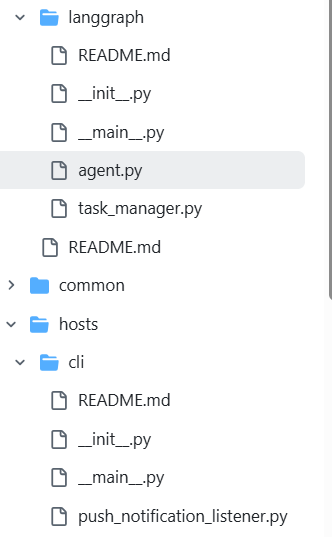 langgraph
README.md
__init__.py
__main__.py
agent.py
task_manager.py
README.md
common
hosts
cli
README.md
__init__.py
__main__.py
push_notification_listener.py